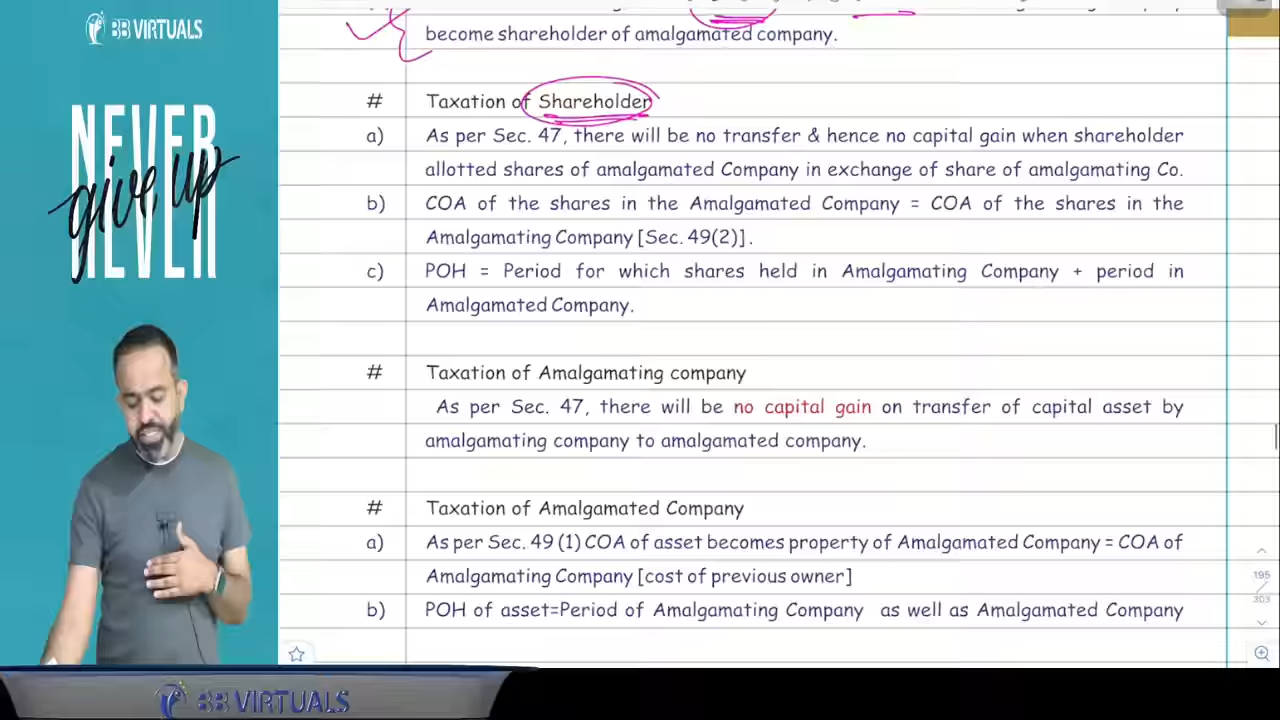 BB VIRTUALS
NEVER
give up
NEVER
become shareholder of amalgamated company.
# Taxation of Shareholder
a) As per Sec. 47, there will be no transfer & hence no capital gain when shareholder
allotted shares of amalgamated Company in exchange of share of amalgamating Co.
b) COA of the shares in the Amalgamated Company = COA of the shares in the
Amalgamating Company [Sec. 49(2)].
c) POH = Period for which shares held in Amalgamating Company + period in
Amalgamated Company.
# Taxation of Amalgamating company
As per Sec. 47, there will be no capital gain on transfer of capital asset by
amalgamating company to amalgamated company.
# Taxation of Amalgamated Company
a) As per Sec. 49 (1) COA of asset becomes property of Amalgamated Company = COA of
Amalgamating Company [cost of previous owner]
b) POH of asset=Period of Amalgamating Company as well as Amalgamated Company
195
303
BB VIRTUALS